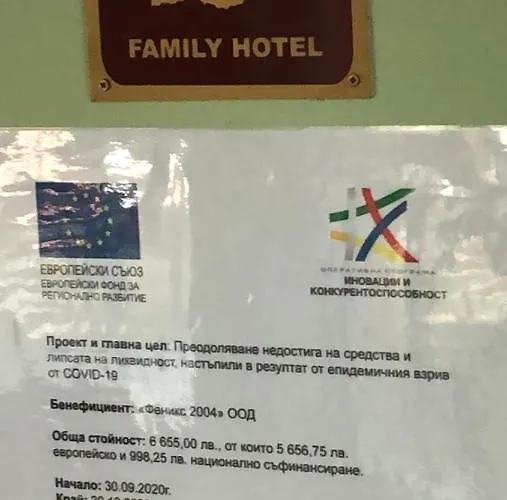 FAMILY HOTEL
ЕВРОПЕЙСКИ СЪЮЗ
ЕВРОПЕЙСКИ ФОНД ЗА
РЕГИОНАЛНО РАЗВИТИЕ
ОПЕРАТИВНА ПРОГРАМА
ИНОВАЦИИ И
КОНКУРЕНТОСПОСОБНОСТ
Проект и главна цел: Преодоляване недостига на средства и
липсата на ликвидност, настъпили в резултат от епидемичния взрив
от COVID-19
Бенефициент: «Феникс 2004» ООД
Обща стойност: 6 655,00 лв., от които 5 656,75 лв.
европейско и 998,25 лв. национално съфинансиране.
Начало: 30.09.2020г.
Край: